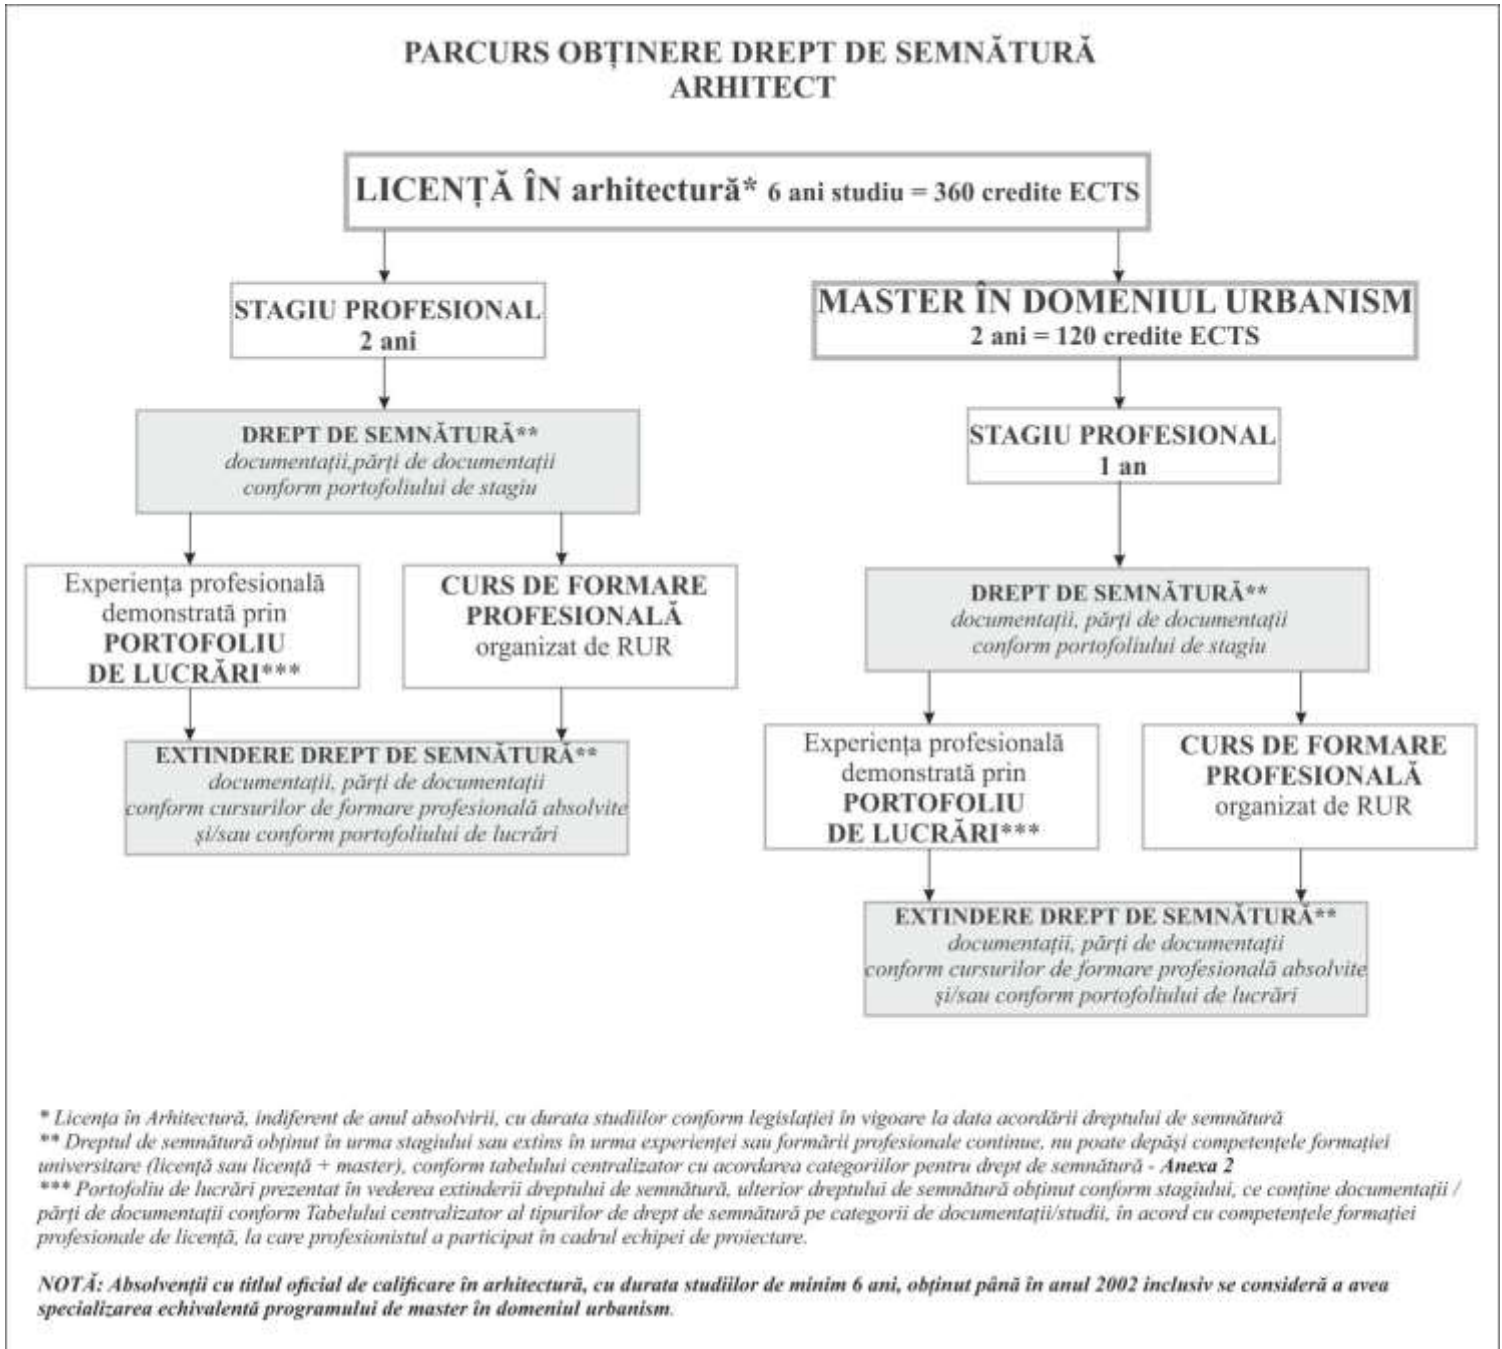 PARCURS OBȚINERE DREPT DE SEMNĂTURĂ
ARHITECT
LICENȚĂ ÎN arhitectură* 6 ani studiu = 360 credite ECTS
STAGIU PROFESIONAL
2 ani
DREPT DE SEMNĂTURĂ**
documentații,părți de documentații
conform portofoliului de stagiu
Experiența profesională
demonstrată prin
PORTOFOLIU
DE LUCRĂRI***
CURS DE FORMARE
PROFESIONALĂ
organizat de RUR
EXTINDERE DREPT DE SEMNĂTURĂ**
documentații, părți de documentații
conform cursurilor de formare profesională absolvite
și/sau conform portofoliului de lucrări
MASTER ÎN DOMENIUL URBANISM
2 ani = 120 credite ECTS
STAGIU PROFESIONAL
1 an
DREPT DE SEMNĂTURĂ**
documentații, părți de documentații
conform portofoliului de stagiu
Experiența profesională
demonstrată prin
PORTOFOLIU
DE LUCRĂRI***
CURS DE FORMARE
PROFESIONALĂ
organizat de RUR
EXTINDERE DREPT DE SEMNĂTURĂ**
documentații, părți de documentații
conform cursurilor de formare profesională absolvite
și/sau conform portofoliului de lucrări
* Licența în Arhitectură, indiferent de anul absolvirii, cu durata studiilor conform legislației în vigoare la data acordării dreptului de semnătură
** Dreptul de semnătură obținut în urma stagiului sau extins în urma experienței sau formării profesionale continue, nu poate depăși competențele formației
universitare (licență sau licență + master), conform tabelului centralizator cu acordarea categoriilor pentru drept de semnătură - Anexa 2
*** Portofoliu de lucrări prezentat în vederea extinderii dreptului de semnătură, ulterior dreptului de semnătură obținut conform stagiului, ce conține documentații /
părți de documentații conform Tabelului centralizator al tipurilor de drept de semnătură pe categorii de documentații/studii, în acord cu competențele formației
profesionale de licență, la care profesionistul a participat în cadrul echipei de proiectare.
NOTĂ: Absolvenții cu titlul oficial de calificare în arhitectură, cu durata studiilor de minim 6 ani, obținut până în anul 2002 inclusiv se consideră a avea
specializarea echivalentă programului de master în domeniul urbanism.